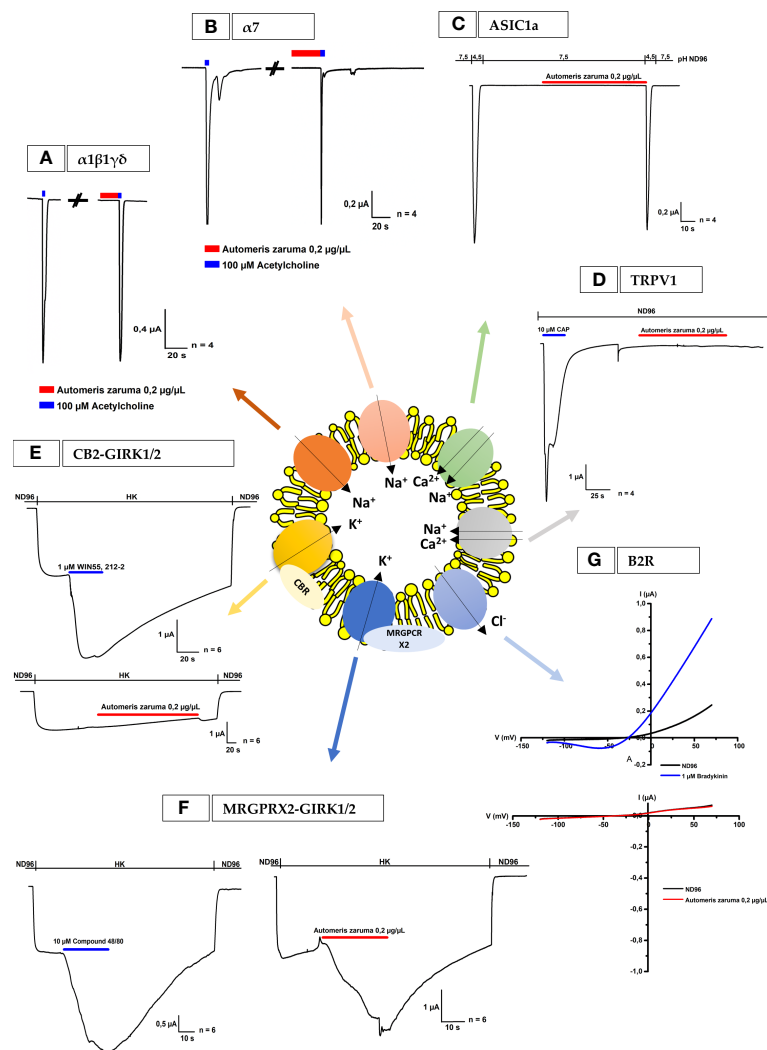 B α7
C ASIC1a
7,5 4,5 7,5 4,5 7,5 pH ND96
Automeris zaruma 0,2 µg/µL
0,2 µA
10 s
n = 4
0,2 µA
20 s
n = 4
Automeris zaruma 0,2 µg/µL
100 µM Acetylcholine
A α1β1γδ
0,4 µA
20 s
n = 4
Automeris zaruma 0,2 µg/µL
100 µM Acetylcholine
D TRPV1
ND96
10 µM CAP
Automeris zaruma 0,2 µg/µL
1 µA
25 s
n = 4
E CB2-GIRK1/2
ND96 HK ND96
1 µM WIN55, 212-2
1 µA
20 s
n = 6
ND96 HK ND96
Automeris zaruma 0,2 µg/µL
1 µA
20 s
n = 6
Na+
Na+
Ca2+
Na+
K+
Na+
Ca2+
K+
Cl-
CBR
MRGPCR
X2
G B2R
I (µA)
1,0
0,8
0,6
0,4
0,2
V (mV)
-150 -100 -50 0 50 100
-0,2
A
ND96
1 µM Bradykinin
I (µA)
V (mV)
0,0
-150 -100 -50 0 50 100
-0,2
-0,4
-0,6
-0,8
-1,0
ND96
Automeris zaruma 0,2 µg/µL
F MRGPRX2-GIRK1/2
ND96 HK ND96
10 µM Compound 48/80
0,5 µA
10 s
n = 6
ND96 HK ND96
Automeris zaruma 0,2 µg/µL
1 µA
10 s
n = 6